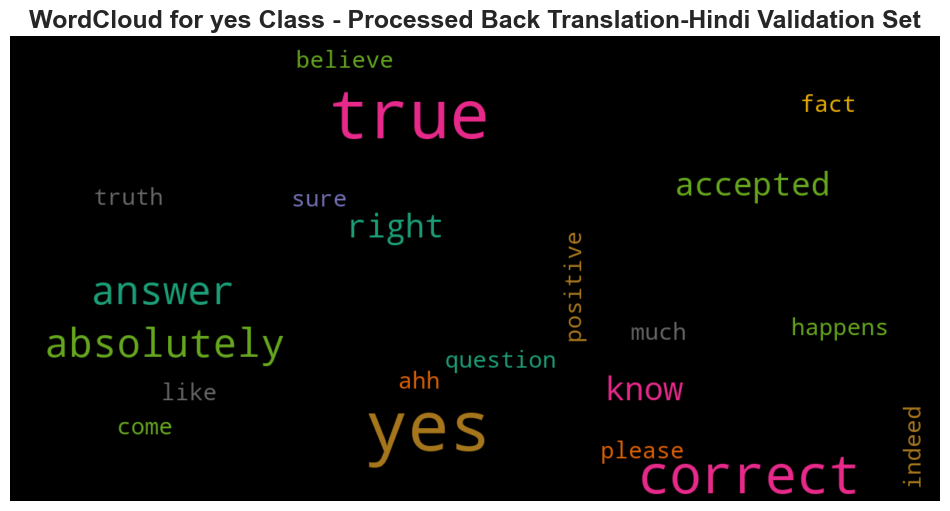 WordCloud for yes Class - Processed Back Translation-Hindi Validation Set
believe
true
fact
accepted
truth
sure
right
positive
answer
absolutely
much
happens
question
ahh
like
know
come
yes
please
correct
indeed